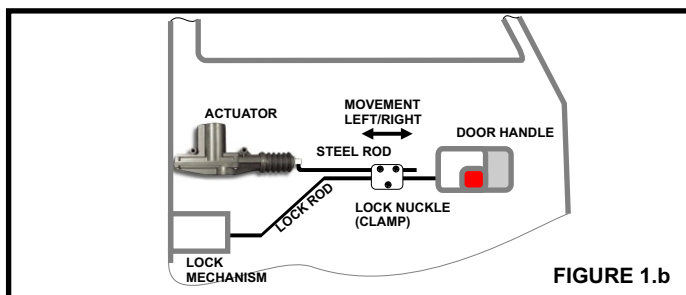 MOVEMENT
LEFT/RIGHT
ACTUATOR
DOOR HANDLE
STEEL ROD
LOCK ROD
LOCK NUCKLE
(CLAMP)
LOCK
MECHANISM
FIGURE 1.b